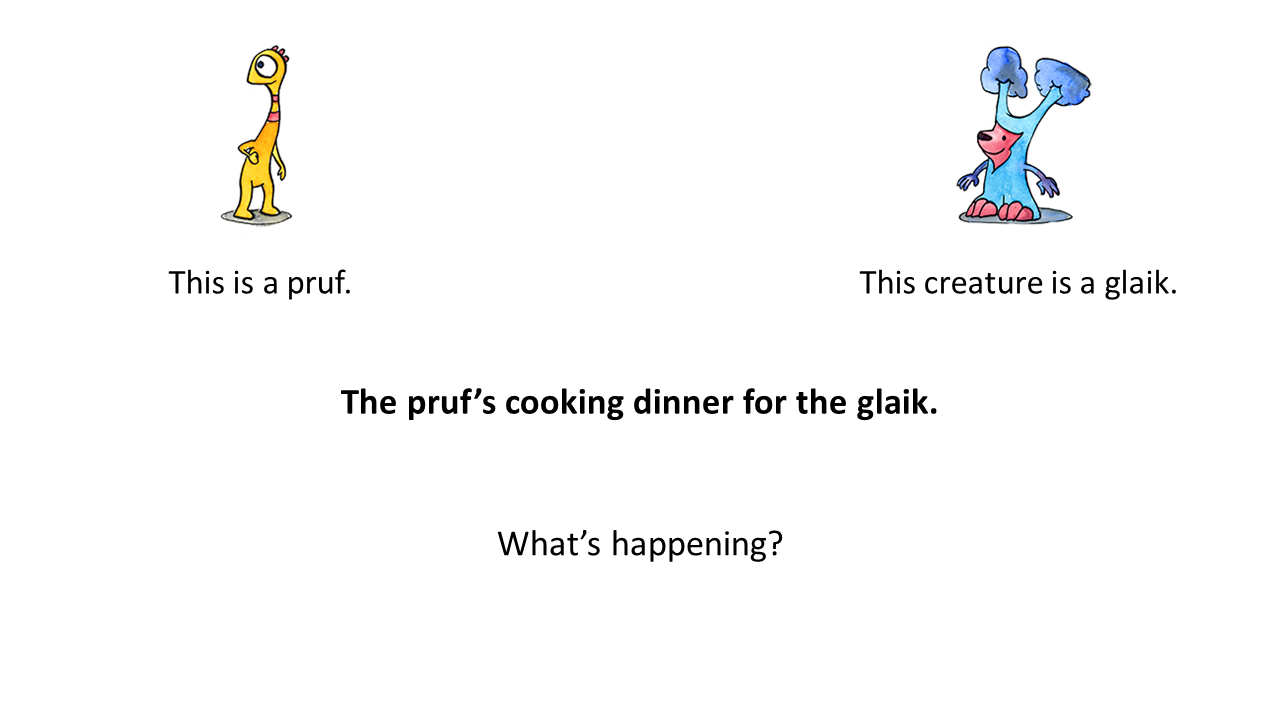 This is a pruf.
This creature is a glaik.
The pruf’s cooking dinner for the glaik.
What’s happening?